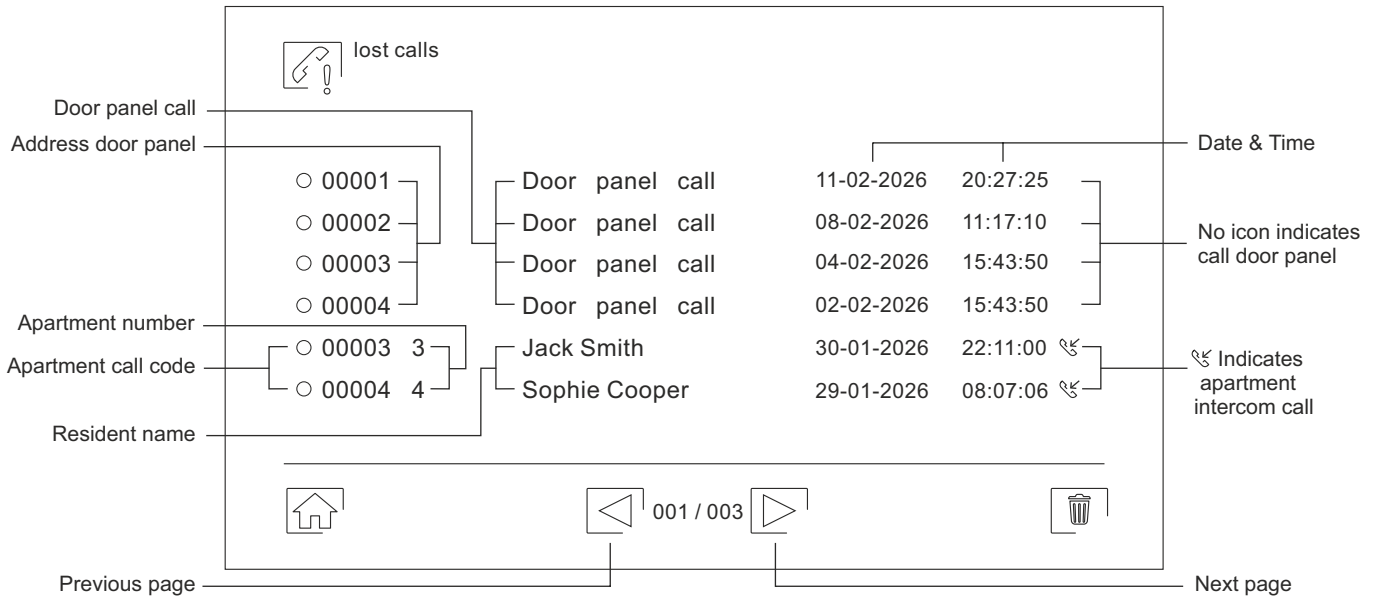 lost calls
Door panel call
Address door panel
Date & Time
00001 Door panel call 11-02-2026 20:27:25
00002 Door panel call 08-02-2026 11:17:10
No icon indicates
call door panel
00003 Door panel call 04-02-2026 15:43:50
00004 Door panel call 02-02-2026 15:43:50
Apartment number
00003 3 Jack Smith 30-01-2026 22:11:00
Apartment call code
Indicates
apartment
intercom call
00004 4 Sophie Cooper 29-01-2026 08:07:06
Resident name
001 / 003
Previous page
Next page